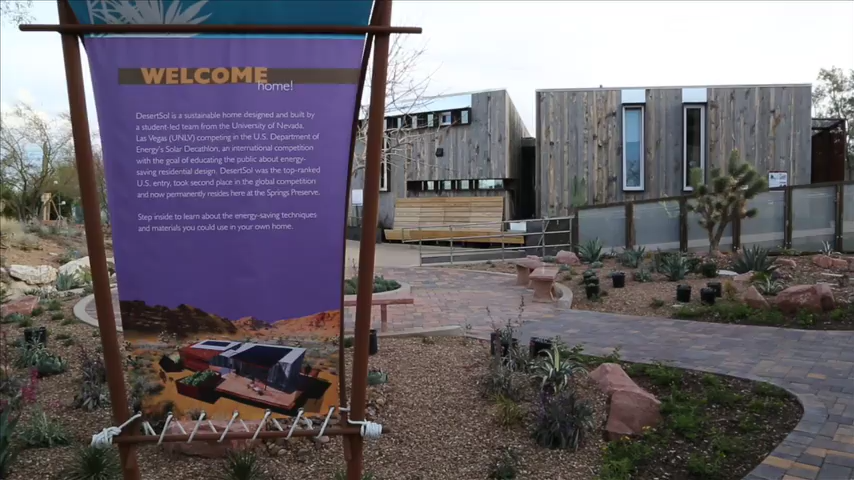 WELCOME
home!
DesertSol is a sustainable home designed and built by
a student-led team from the University of Nevada,
Las Vegas (UNLV) competing in the U.S. Department of
Energy's Solar Decathlon, an international competition
with the goal of educating the public about energy-
saving residential design. DesertSol was the top-ranked
U.S. entry, took second place in the global competition
and now permanently resides here at the Springs Preserve.
Step inside to learn about the energy-saving techniques
and materials you could use in your own home.